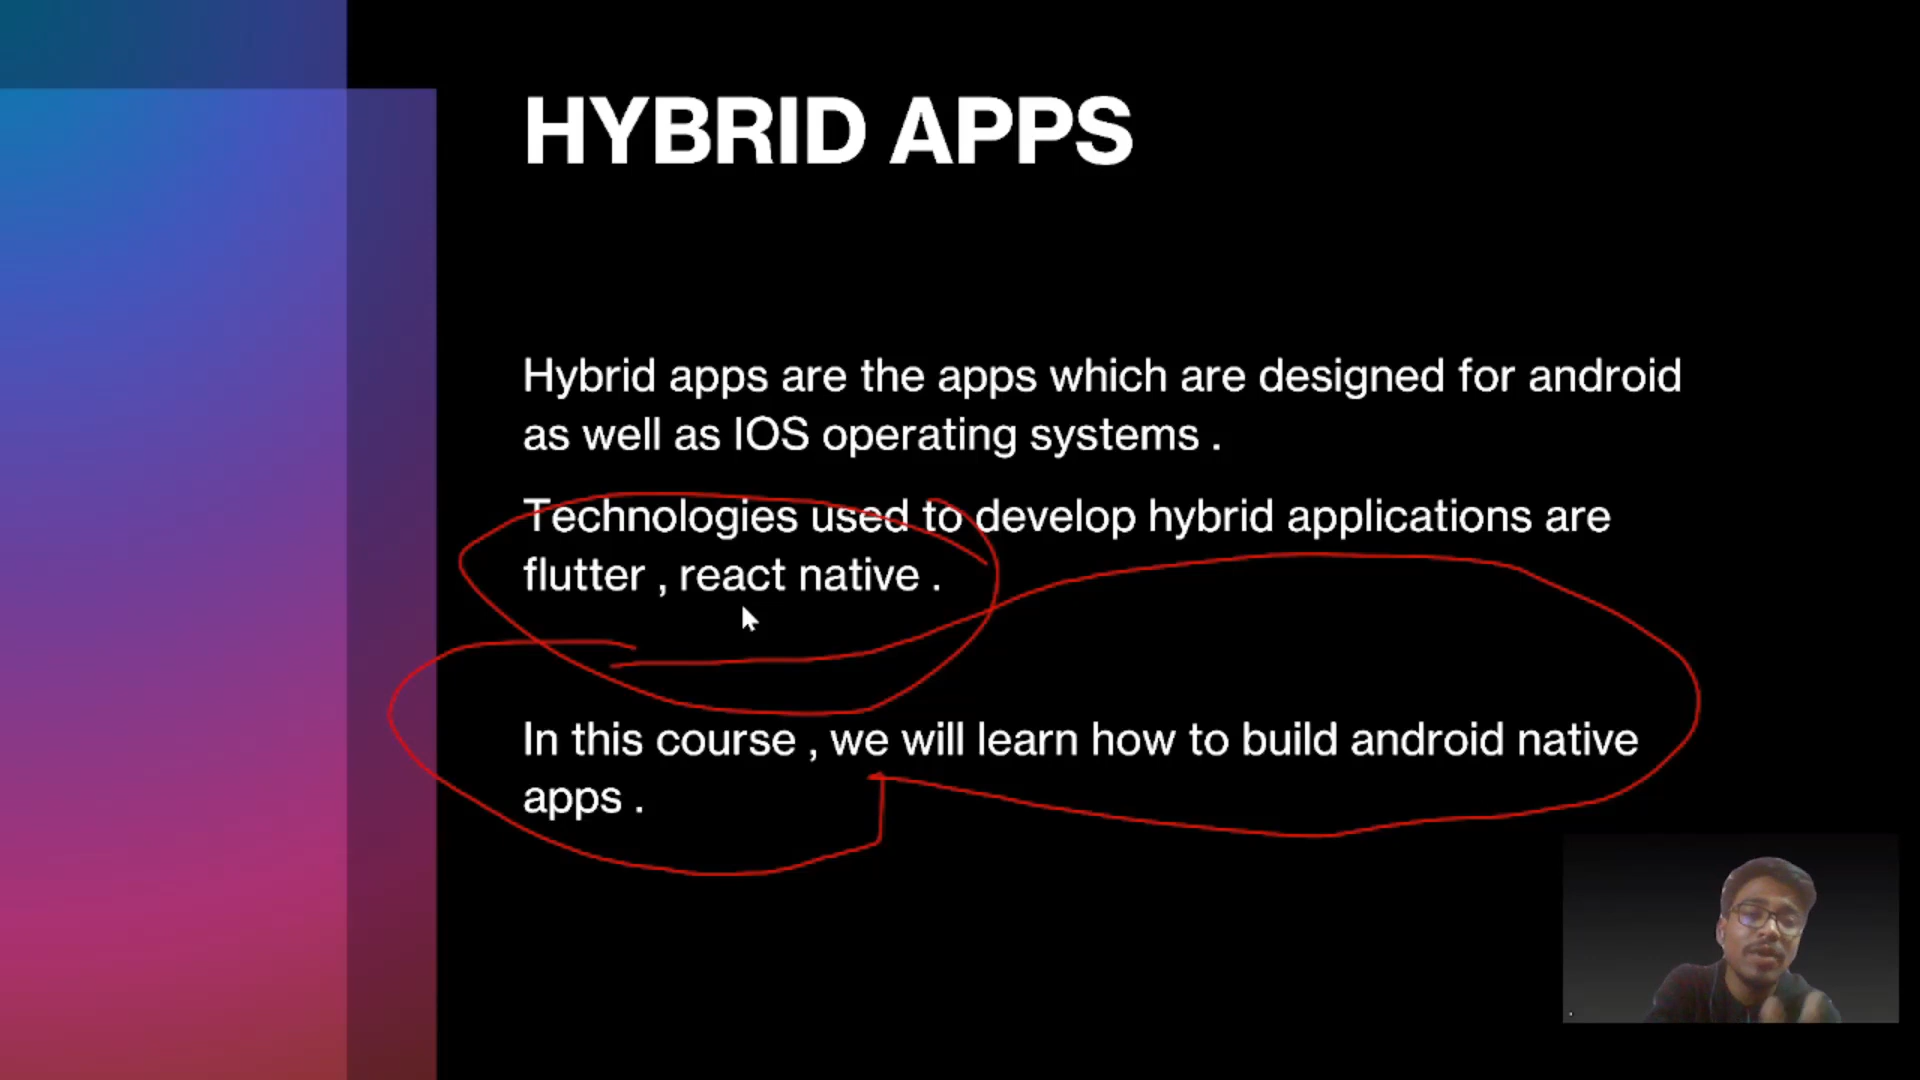 HYBRID APPS
Hybrid apps are the apps which are designed for android
as well as IOS operating systems .
Technologies used to develop hybrid applications are
flutter , react native .
In this course , we will learn how to build android native
apps .